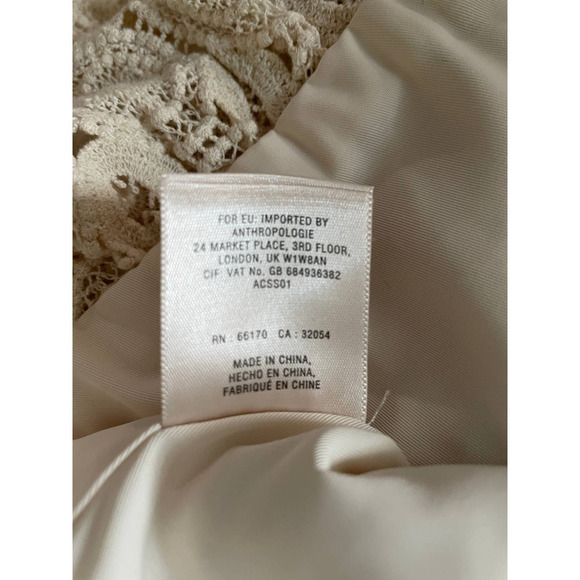 FOR EU: IMPORTED BY
ANTHROPOLOGIE
24 MARKET PLACE, 3RD FLOOR,
LONDON, UK W1W8AN
CIF: VAT No. GB 684936382
ACSS01
RN : 66170 CA : 32054
MADE IN CHINA,
HECHO EN CHINA,
FABRIQUÉ EN CHINE